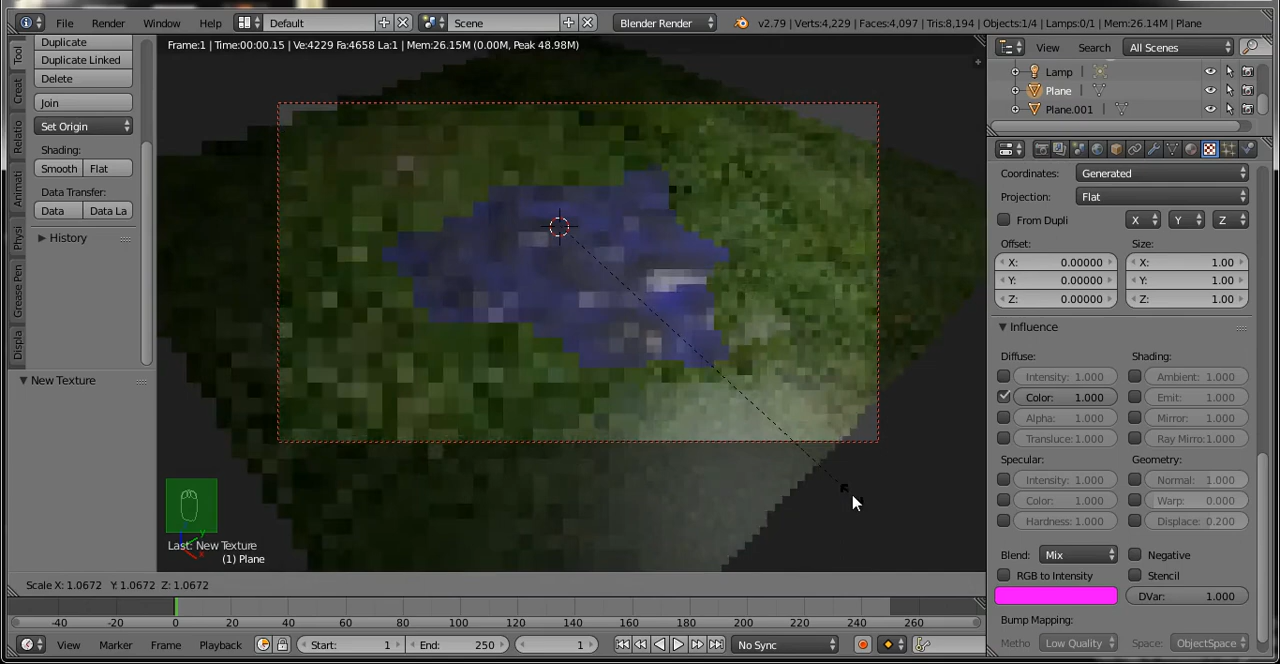 File Render Window Help Default Scene Blender Render v2.79 | Verts:4,229 | Faces:4,097 | Tris:8,194 | Objects:1/4 | Lamps:0/1 | Mem:26.14M | Plane
Frame:1 | Time:00:00.15 | Ve:4229 Fa:4658 La:1 | Mem:26.15M (0.00M, Peak 48.98M)
Tool
Creat
Relatio
Animati
Physi
Grease Pen
Displa
Duplicate
Duplicate Linked
Delete
Join
Set Origin
Shading:
Smooth Flat
Data Transfer:
Data Data La
History
New Texture
Last: New Texture
(1) Plane
Scale X: 1.0672 Y: 1.0672 Z: 1.0672
-40 -20 0 20 40 60 80 100 120 140 160 180 200 220 240 260
View Marker Frame Playback Start: 1 End: 250 1 No Sync
View Search All Scenes
Lamp
Plane
Plane.001
Coordinates: Generated
Projection: Flat
From Dupli X Y Z
Offset: Size:
X: 0.00000 X: 1.00
Y: 0.00000 Y: 1.00
Z: 0.00000 Z: 1.00
Influence
Diffuse: Shading:
Intensity: 1.000 Ambient: 1.000
Color: 1.000 Emit: 1.000
Alpha: 1.000 Mirror: 1.000
Transluce: 1.000 Ray Mirro: 1.000
Specular: Geometry:
Intensity: 1.000 Normal: 1.000
Color: 1.000 Warp: 0.000
Hardness: 1.000 Displace: 0.200
Blend: Mix Negative
RGB to Intensity Stencil
DVar: 1.000
Bump Mapping:
Metho Low Quality Space: ObjectSpace